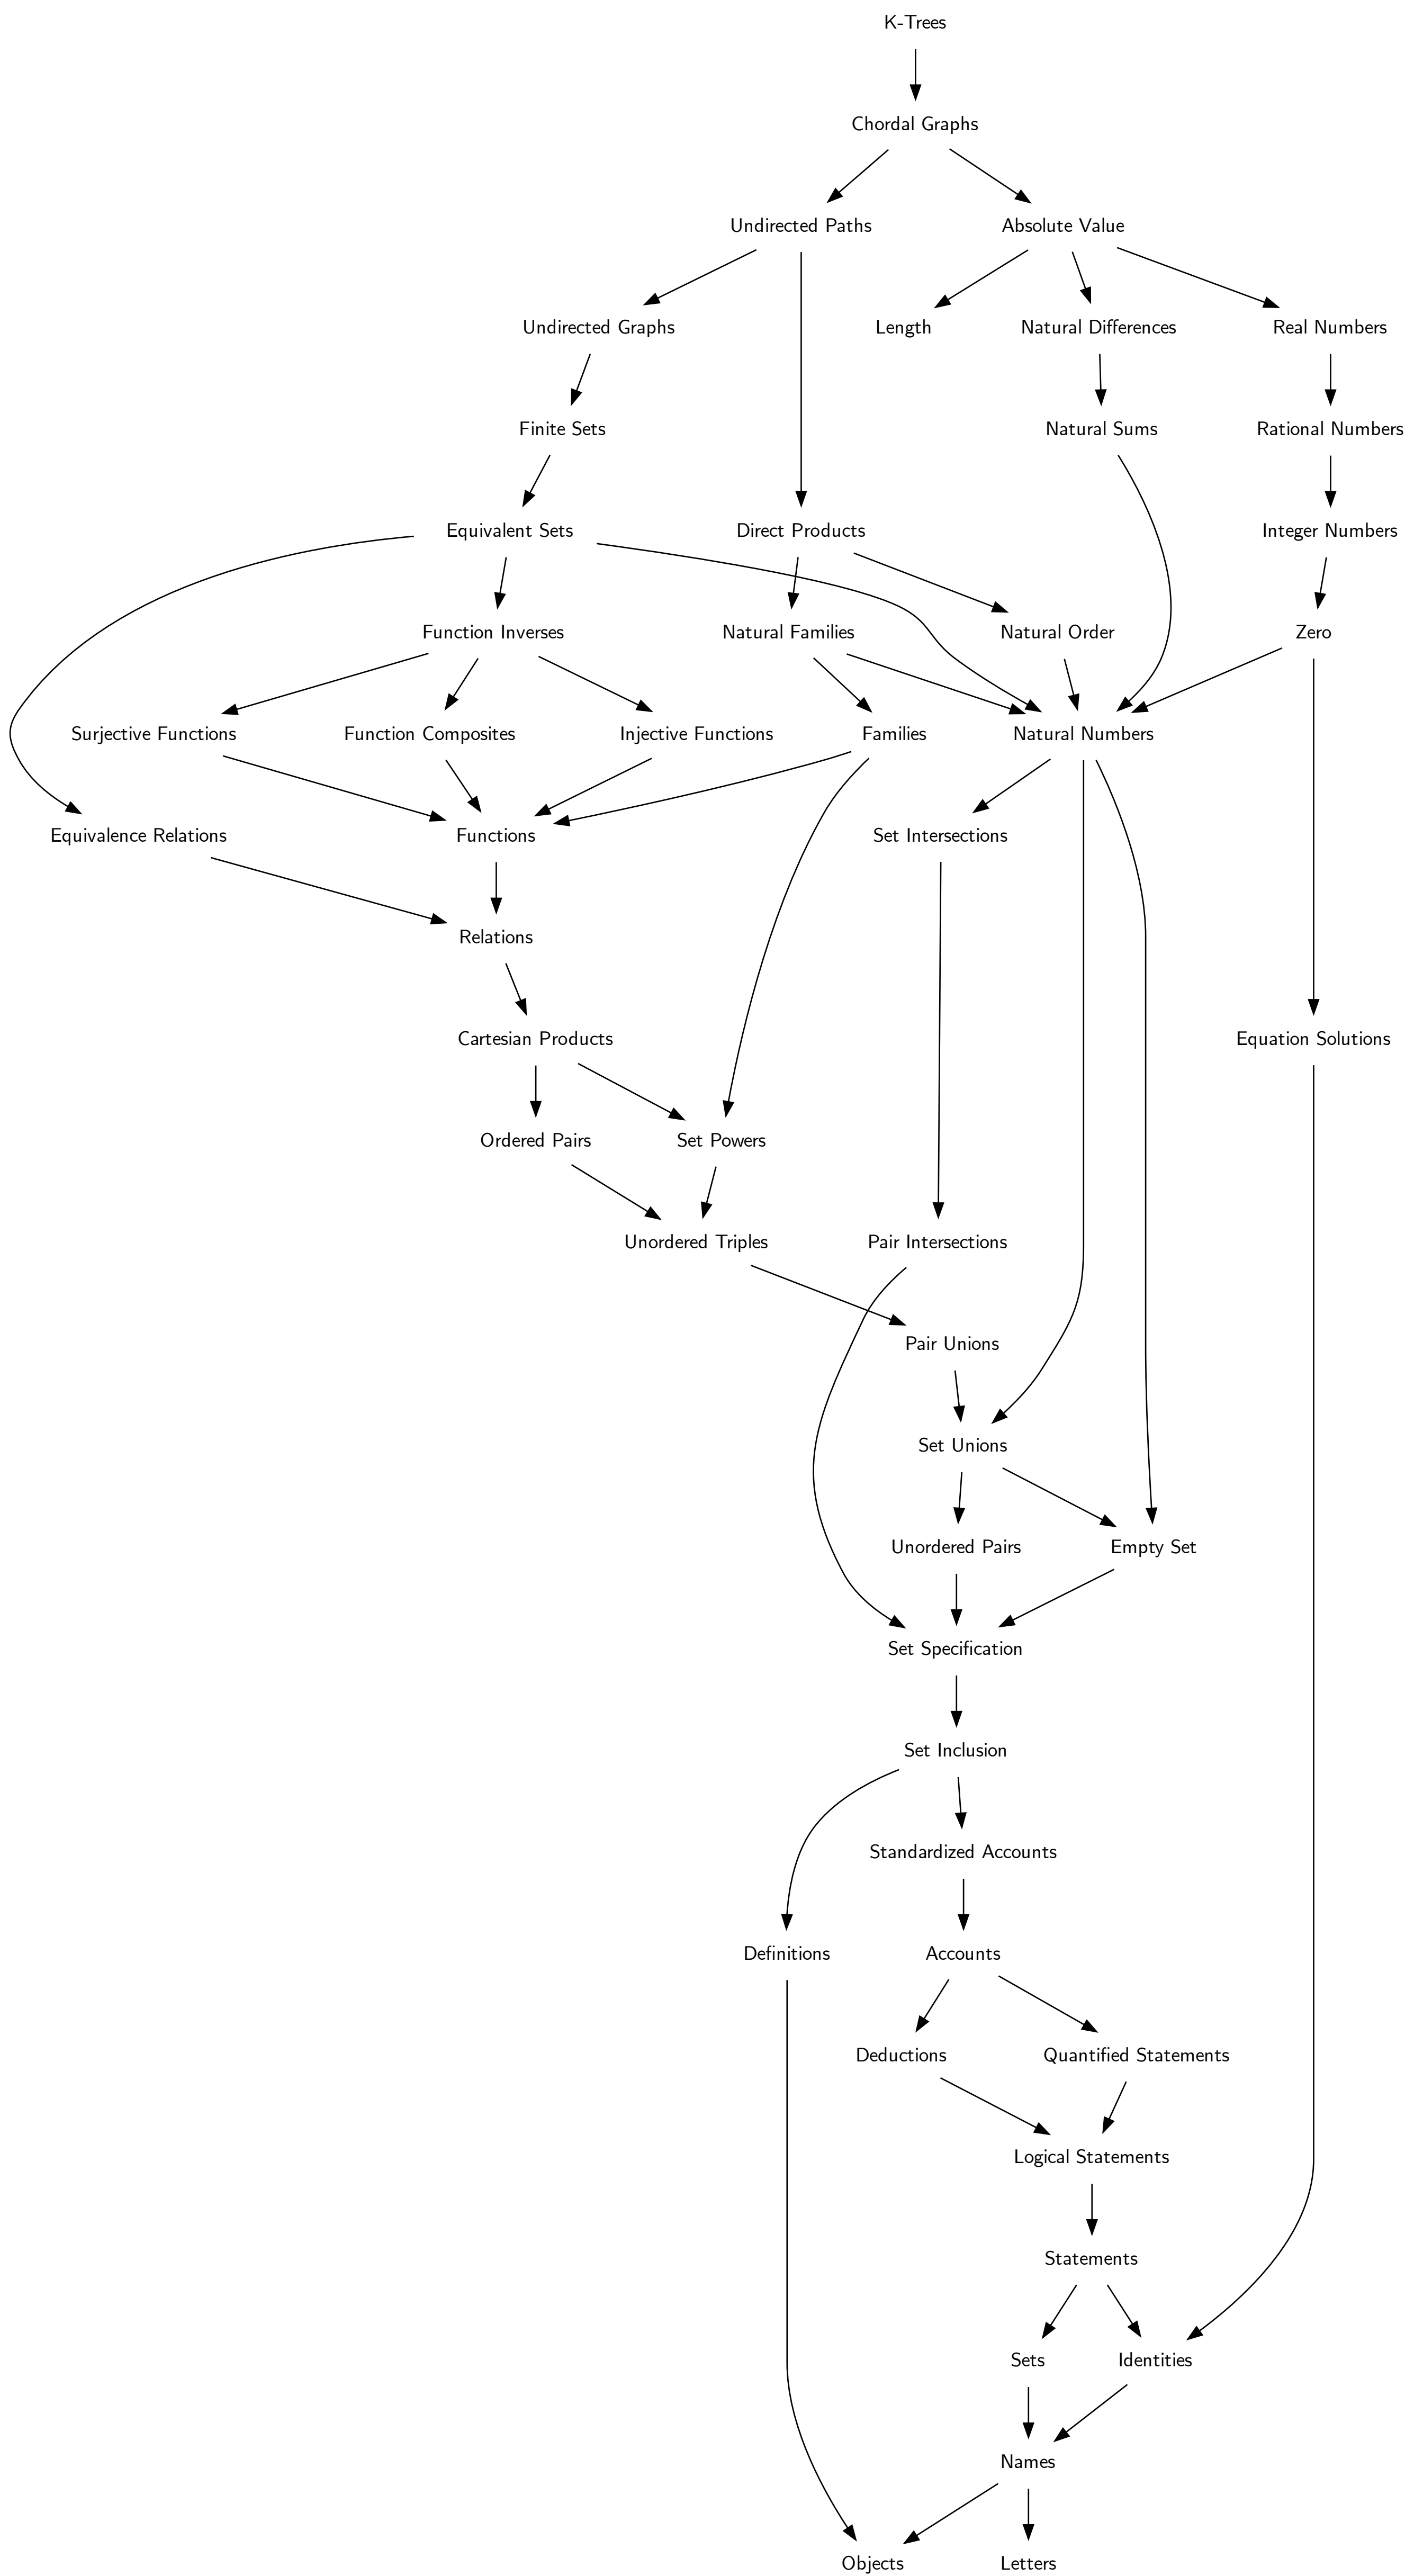 K-Trees
Chordal Graphs
Undirected Paths
Absolute Value
Undirected Graphs
Length
Natural Differences
Real Numbers
Finite Sets
Natural Sums
Rational Numbers
Equivalent Sets
Direct Products
Integer Numbers
Function Inverses
Natural Families
Natural Order
Zero
Surjective Functions
Function Composites
Injective Functions
Families
Natural Numbers
Equivalence Relations
Functions
Set Intersections
Relations
Cartesian Products
Equation Solutions
Ordered Pairs
Set Powers
Unordered Triples
Pair Intersections
Pair Unions
Set Unions
Unordered Pairs
Empty Set
Set Specification
Set Inclusion
Standardized Accounts
Definitions
Accounts
Deductions
Quantified Statements
Logical Statements
Statements
Sets
Identities
Names
Objects
Letters